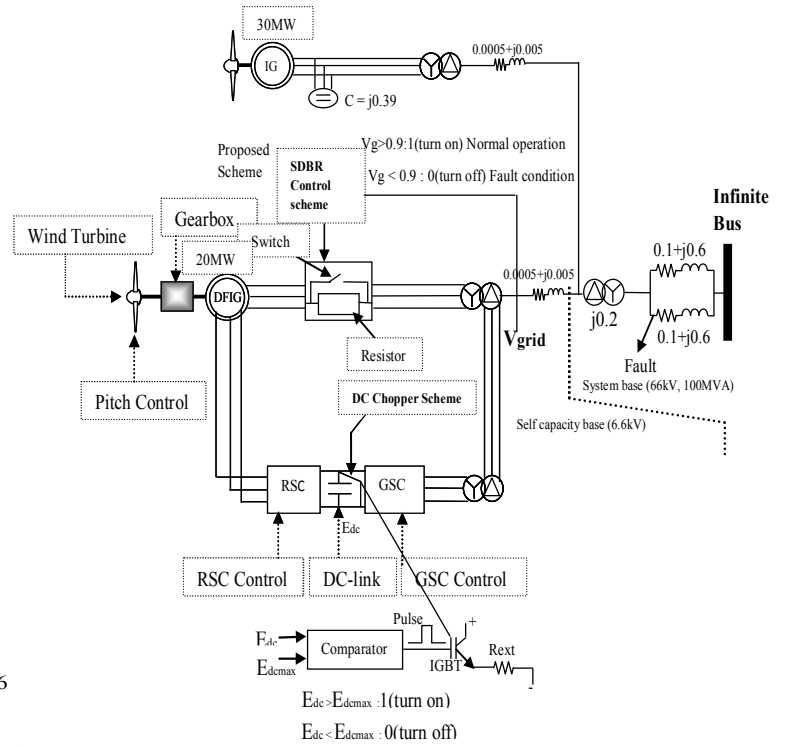 30MW
IG
0.0005+j0.005
C = j0.39
Proposed
Scheme
SDBR
Control
scheme
Vg>0.9:1(turn on) Normal operation
Vg < 0.9 : 0(turn off) Fault condition
Infinite
Bus
Gearbox
Wind Turbine
Switch
20MW
DFIG
0.0005+j0.005
0.1+j0.6
j0.2
0.1+j0.6
Vgrid
Resistor
Fault
System base (66kV, 100MVA)
Pitch Control
DC Chopper Scheme
Self capacity base (6.6kV)
RSC
GSC
Edc
RSC Control
DC-link
GSC Control
Pulse
+
Edc
Comparator
IGBT
Rext
Edcmax
-
6
Edc>Edcmax :1(turn on)
Edc<Edcmax : 0(turn off)